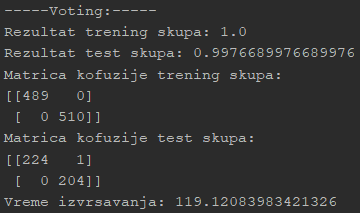 -----Voting:-----
Rezultat trening skupa: 1.0
Rezultat test skupa: 0.9976689976689976
Matrica kofuzije trening skupa:
[[489   0]
 [  0 510]]
Matrica kofuzije test skupa:
[[224   1]
 [  0 204]]
Vreme izvrsavanja: 119.12083983421326